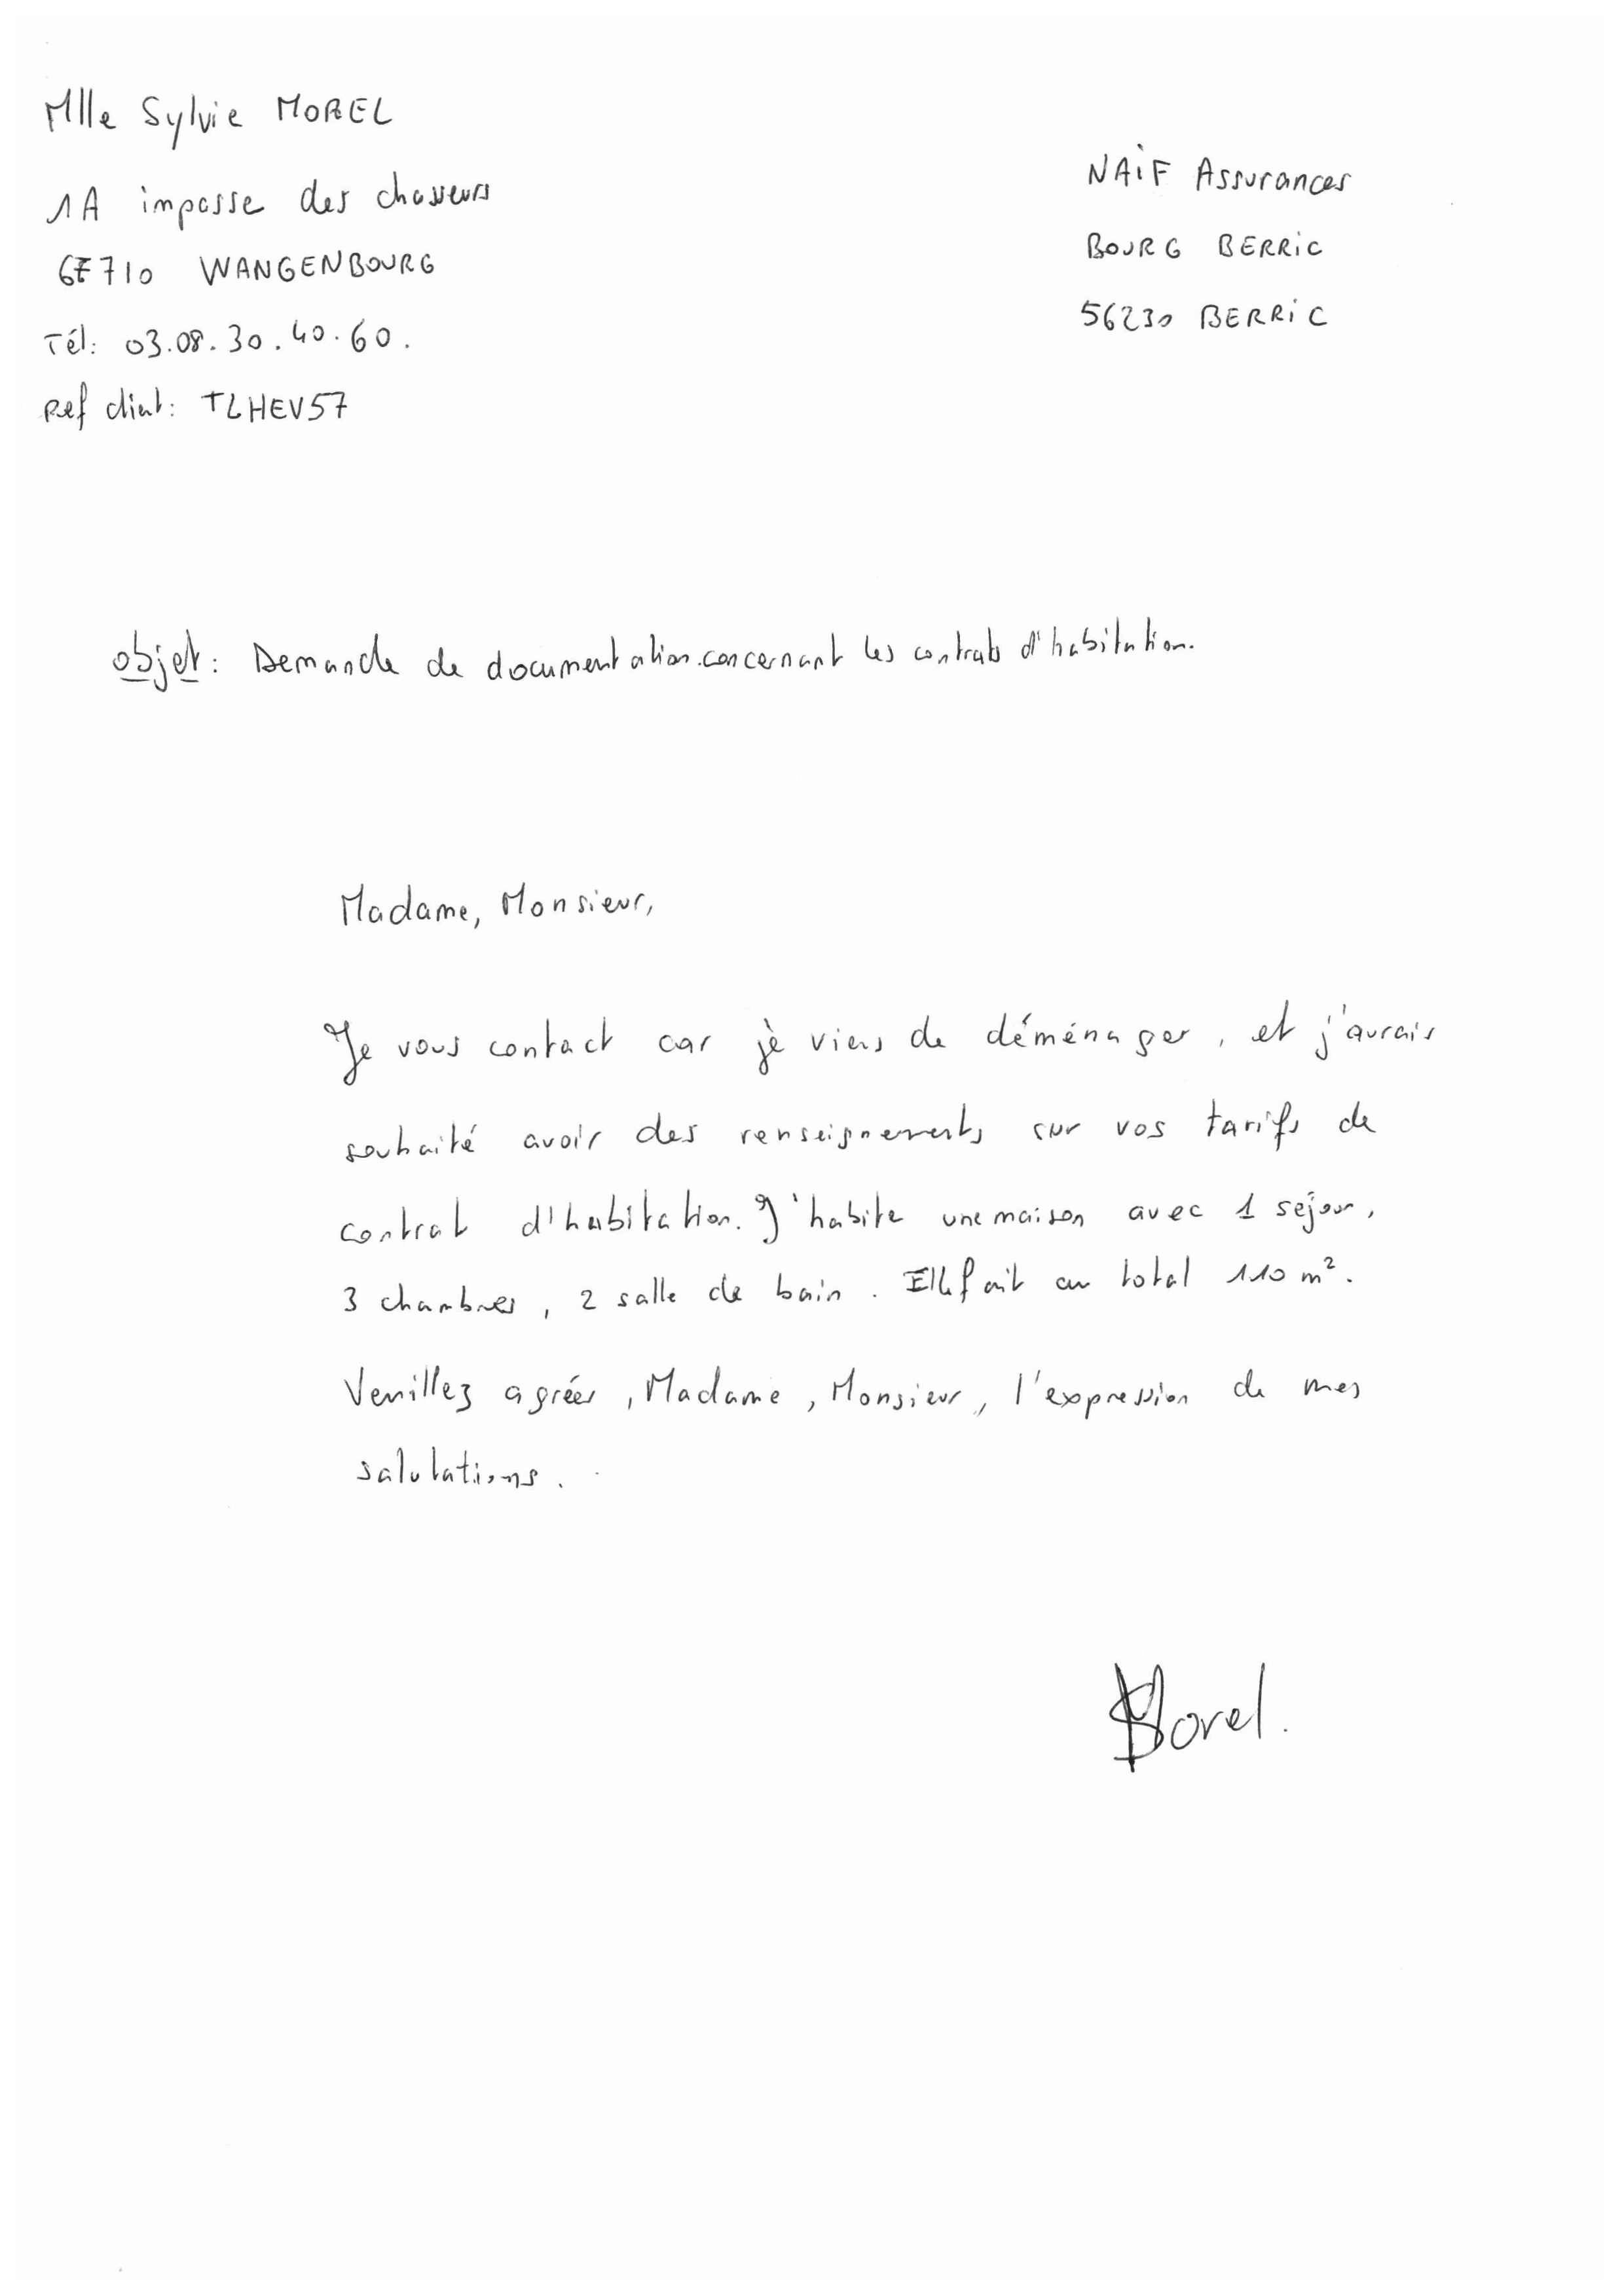 Mlle Sylvie MOREL
1A impasse des chasseurs
67710 WANGENBOURG
Tél: 03.08.30.40.60.
Ref client: TLHEV57
NAiF Assurances
BOURG BERRiC
56230 BERRiC
objet: Demande de documentation concernant les contrats d'habitation.
Madame, Monsieur,
Je vous contact car je viens de déménager, et j'aurais
souhaité avoir des renseignements sur vos tarifs de
contrat d'habitation. J'habite une maison avec 1 séjour,
3 chambres, 2 salle de bain. Elle fait au total 110 m².
Veuillez agréer, Madame, Monsieur, l'expression de mes
salutations.
SMorel.